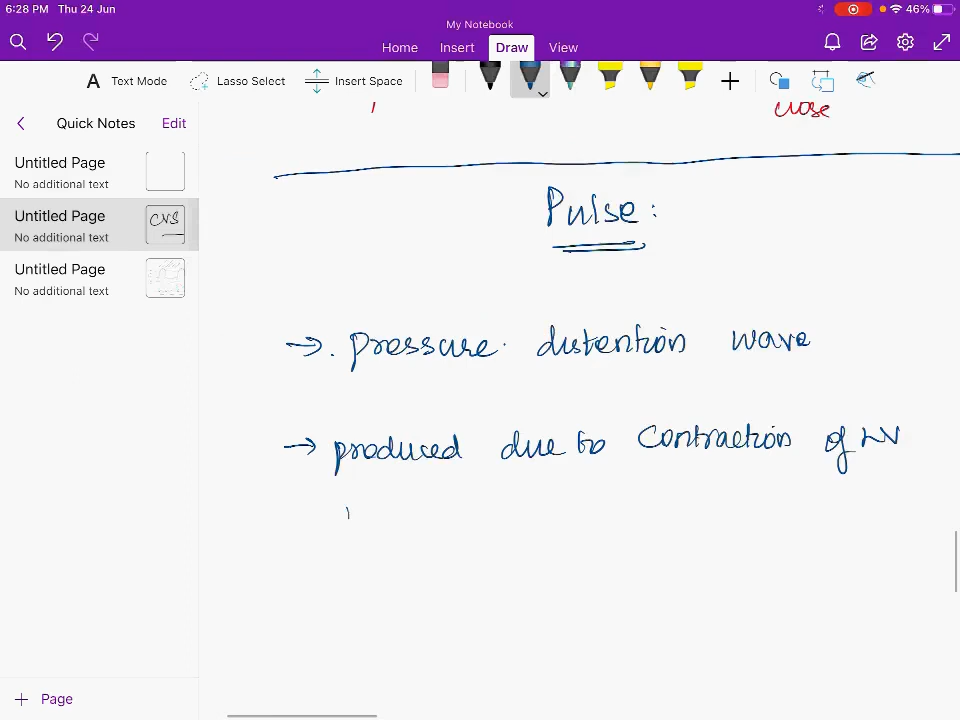 6:28 PM Thu 24 Jun
46%
My Notebook
Home Insert Draw View
Text Mode Lasso Select Insert Space
Quick Notes Edit
Untitled Page
No additional text
Untitled Page
No additional text
CVS
Untitled Page
No additional text
Page
close
Pulse:
→. pressure distention wave
→ produced due to contraction of LV